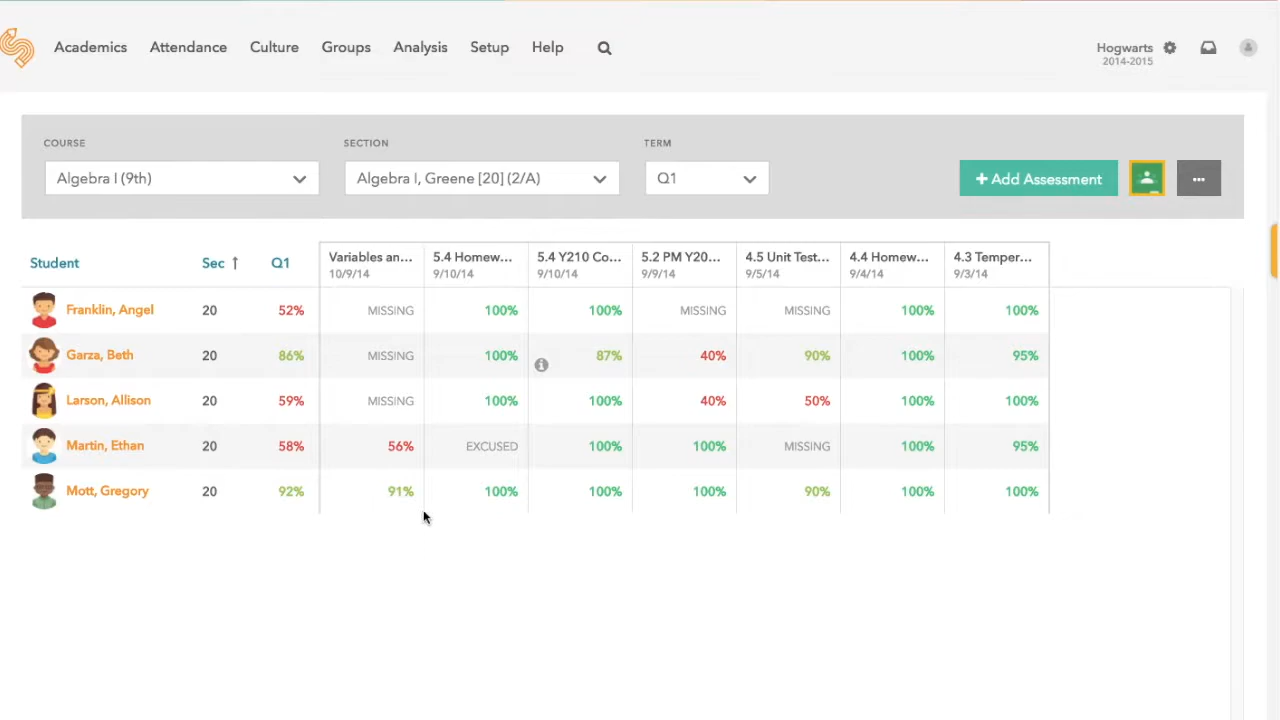 Academics Attendance Culture Groups Analysis Setup Help
Hogwarts
2014-2015
COURSE SECTION TERM
Algebra I (9th) Algebra I, Greene [20] (2/A) Q1 + Add Assessment ...
Student Sec ↑ Q1 Variables an... 5.4 Homew... 5.4 Y210 Co... 5.2 PM Y20... 4.5 Unit Test... 4.4 Homew... 4.3 Temper...
10/9/14 9/10/14 9/10/14 9/9/14 9/5/14 9/4/14 9/3/14
Franklin, Angel 20 52% MISSING 100% 100% MISSING MISSING 100% 100%
Garza, Beth 20 86% MISSING 100% 87% 40% 90% 100% 95%
Larson, Allison 20 59% MISSING 100% 100% 40% 50% 100% 100%
Martin, Ethan 20 58% 56% EXCUSED 100% 100% MISSING 100% 95%
Mott, Gregory 20 92% 91% 100% 100% 100% 90% 100% 100%